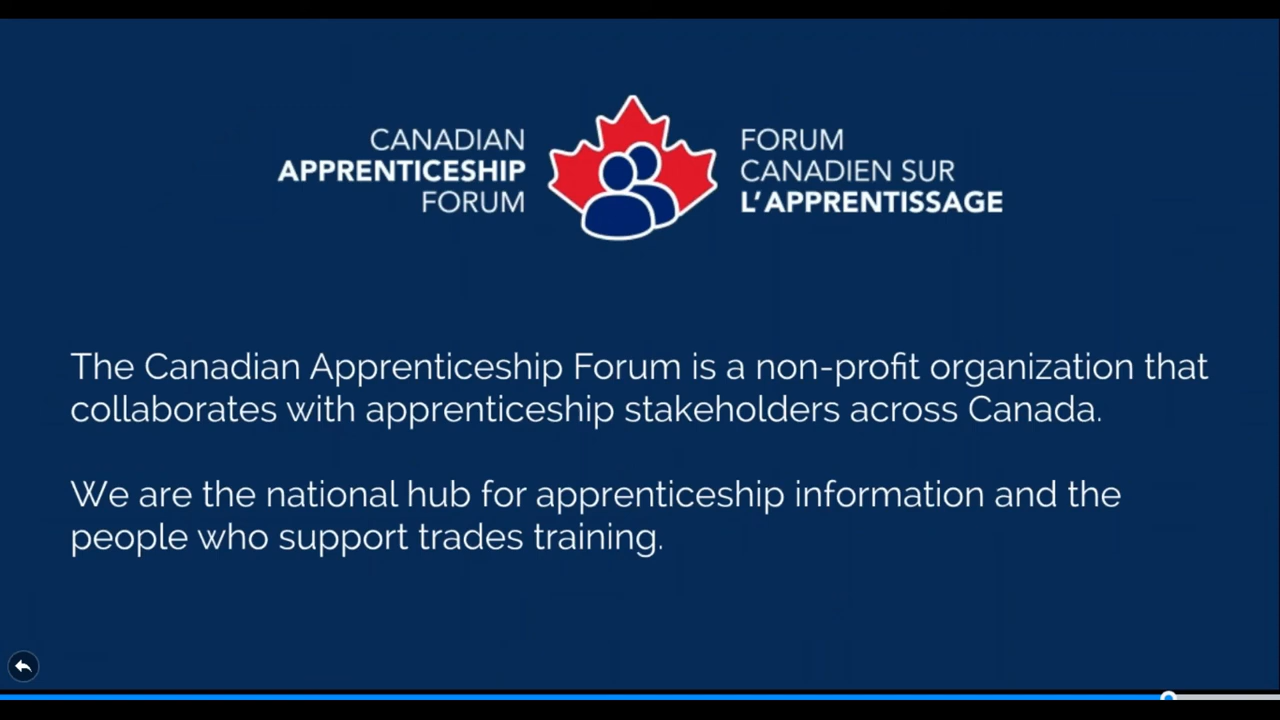 CANADIAN
APPRENTICESHIP
FORUM
FORUM
CANADIEN SUR
L'APPRENTISSAGE
The Canadian Apprenticeship Forum is a non-profit organization that
collaborates with apprenticeship stakeholders across Canada.
We are the national hub for apprenticeship information and the
people who support trades training.